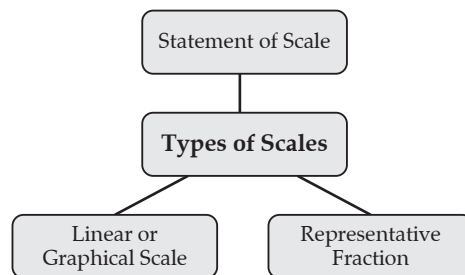 Statement of Scale
Types of Scales
Linear or
Graphical Scale
Representative
Fraction